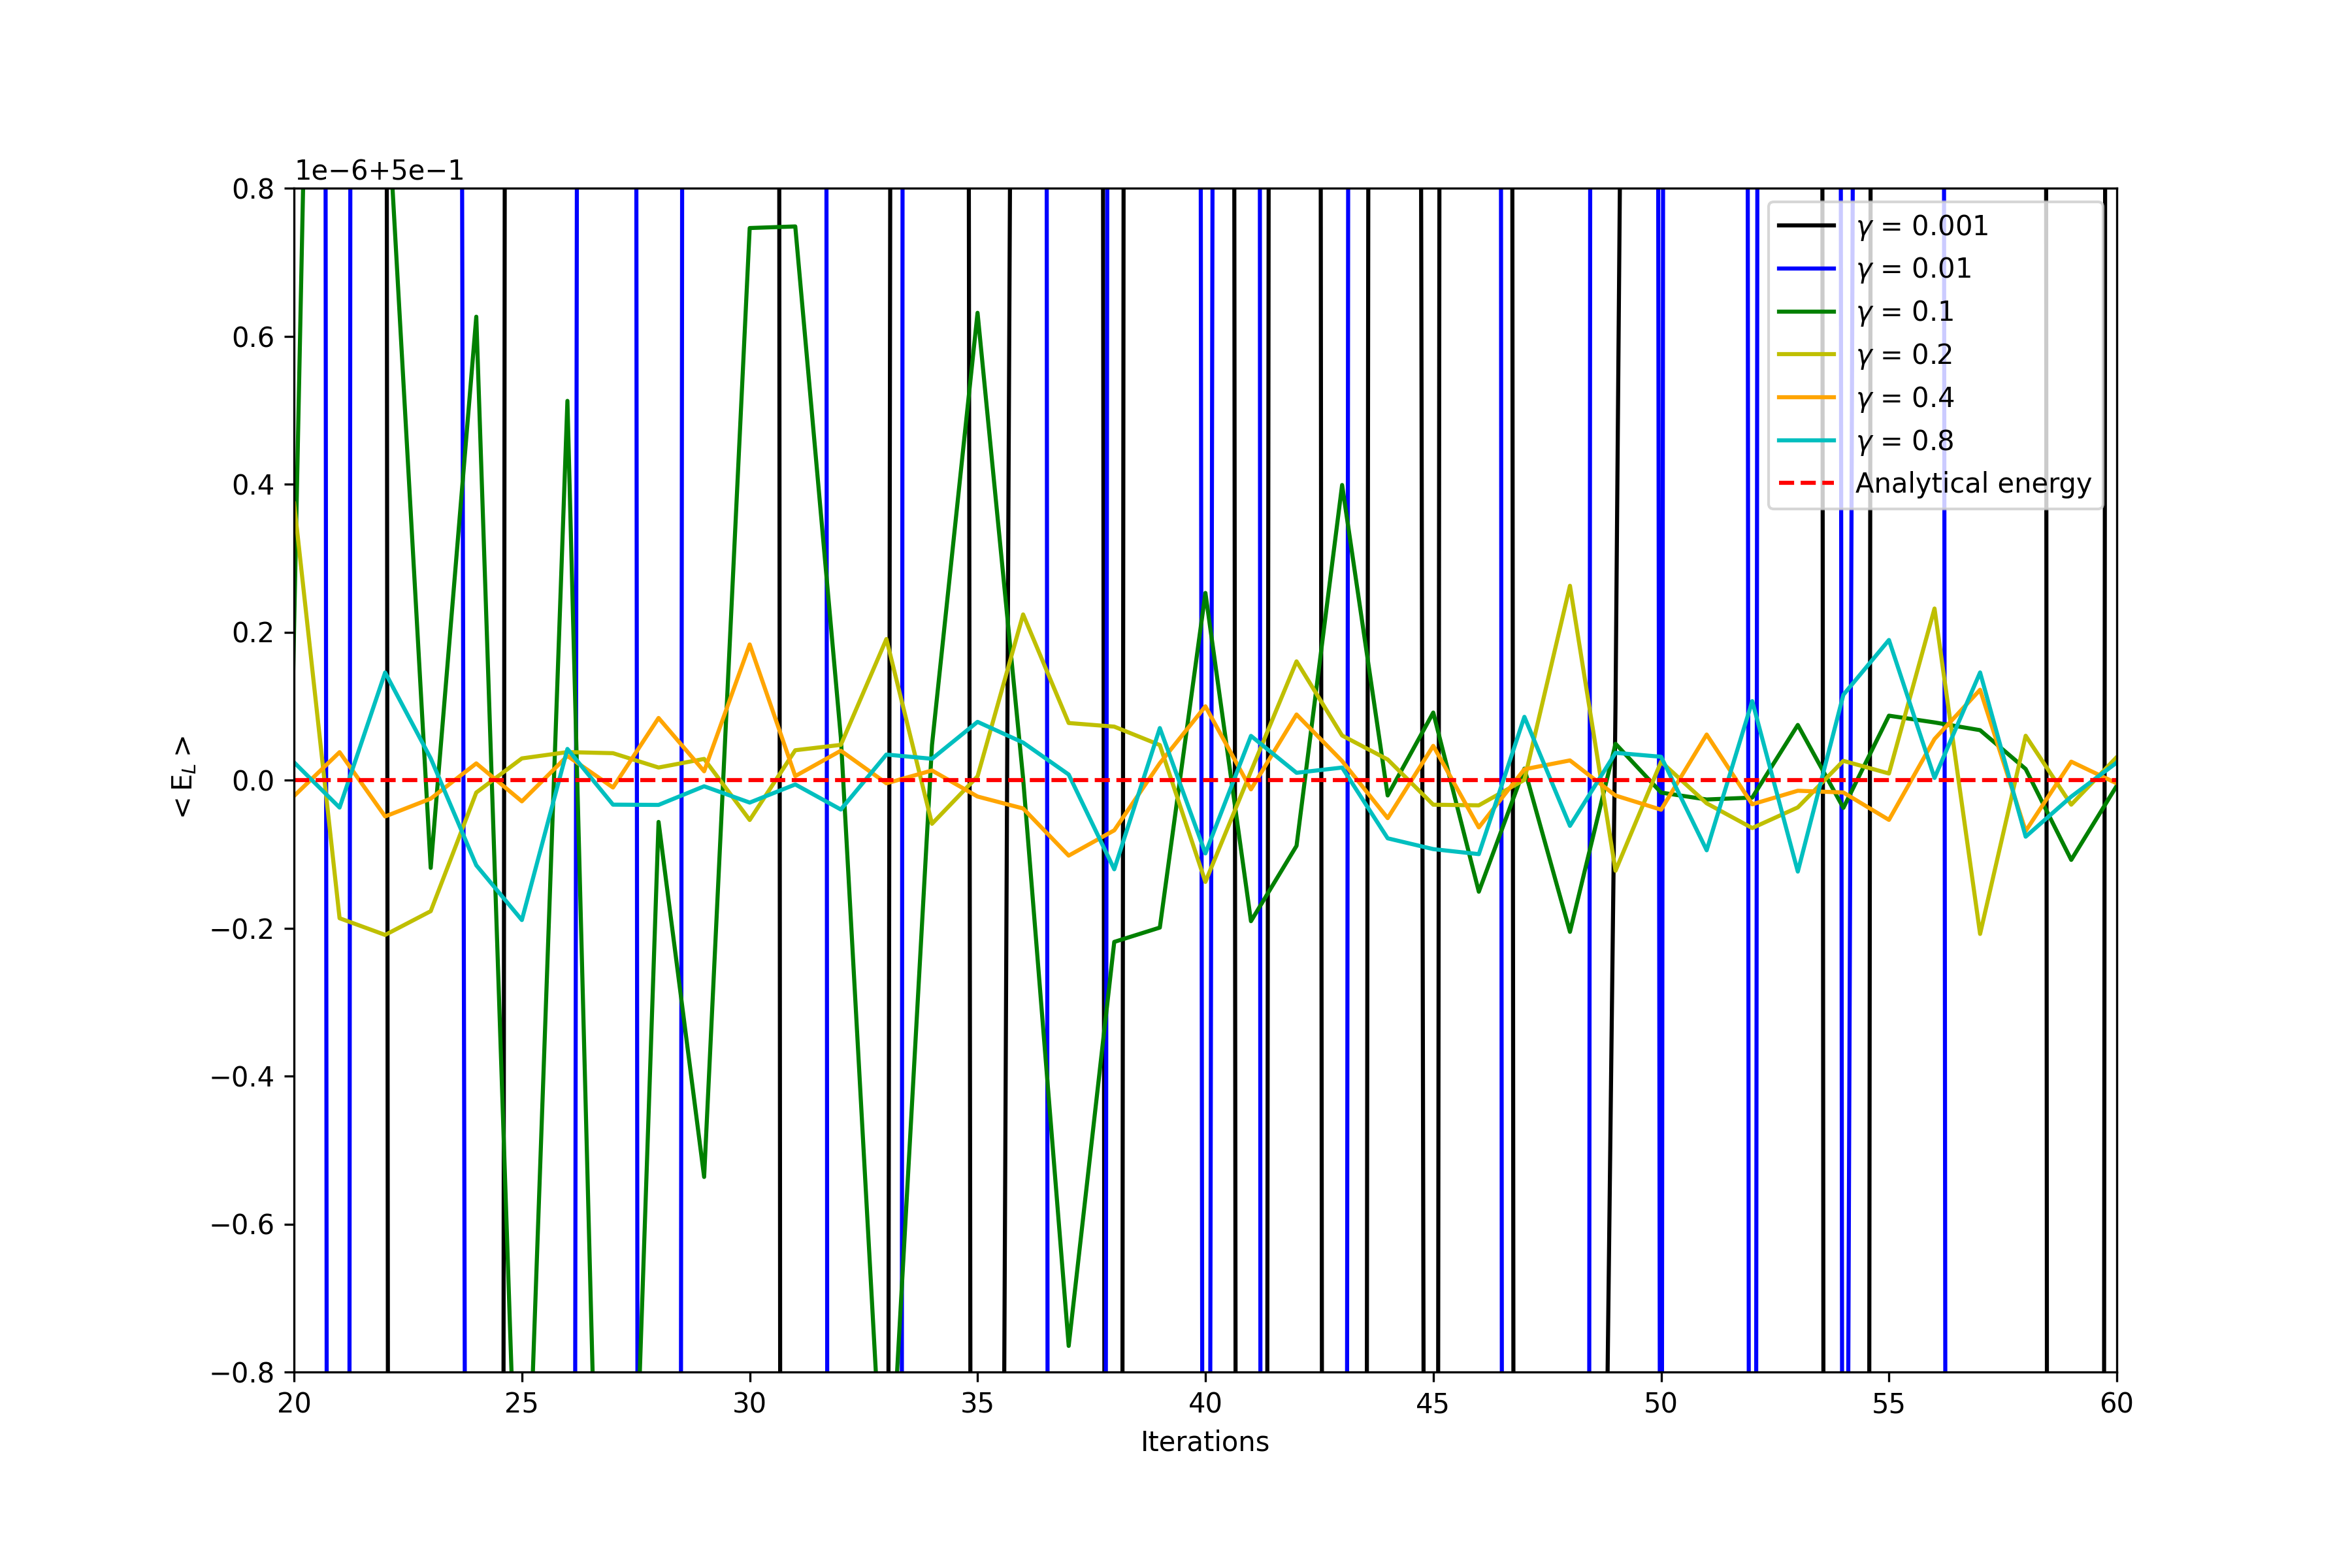 1e−6+5e−1
0.8
0.6
0.4
0.2
0.0
−0.2
−0.4
−0.6
−0.8
< E_L >
20 25 30 35 40 45 50 55 60
Iterations
γ = 0.001
γ = 0.01
γ = 0.1
γ = 0.2
γ = 0.4
γ = 0.8
Analytical energy